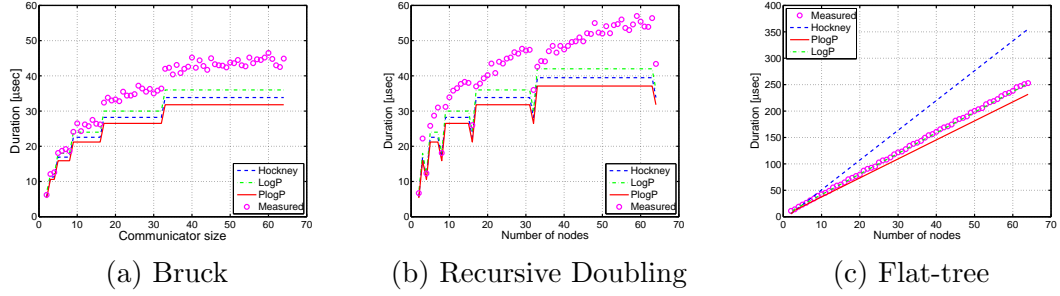 60
50
40
30
20
10
0
Duration [μsec]
0 10 20 30 40 50 60 70
Communicator size
Hockney
LogP
PlogP
Measured
(a) Bruck
60
50
40
30
20
10
0
Duration [μsec]
0 10 20 30 40 50 60 70
Number of nodes
Hockney
LogP
PlogP
Measured
(b) Recursive Doubling
400
350
300
250
200
150
100
50
0
Duration [μsec]
0 10 20 30 40 50 60 70
Number of nodes
Measured
Hockney
PLogP
LogP
(c) Flat-tree